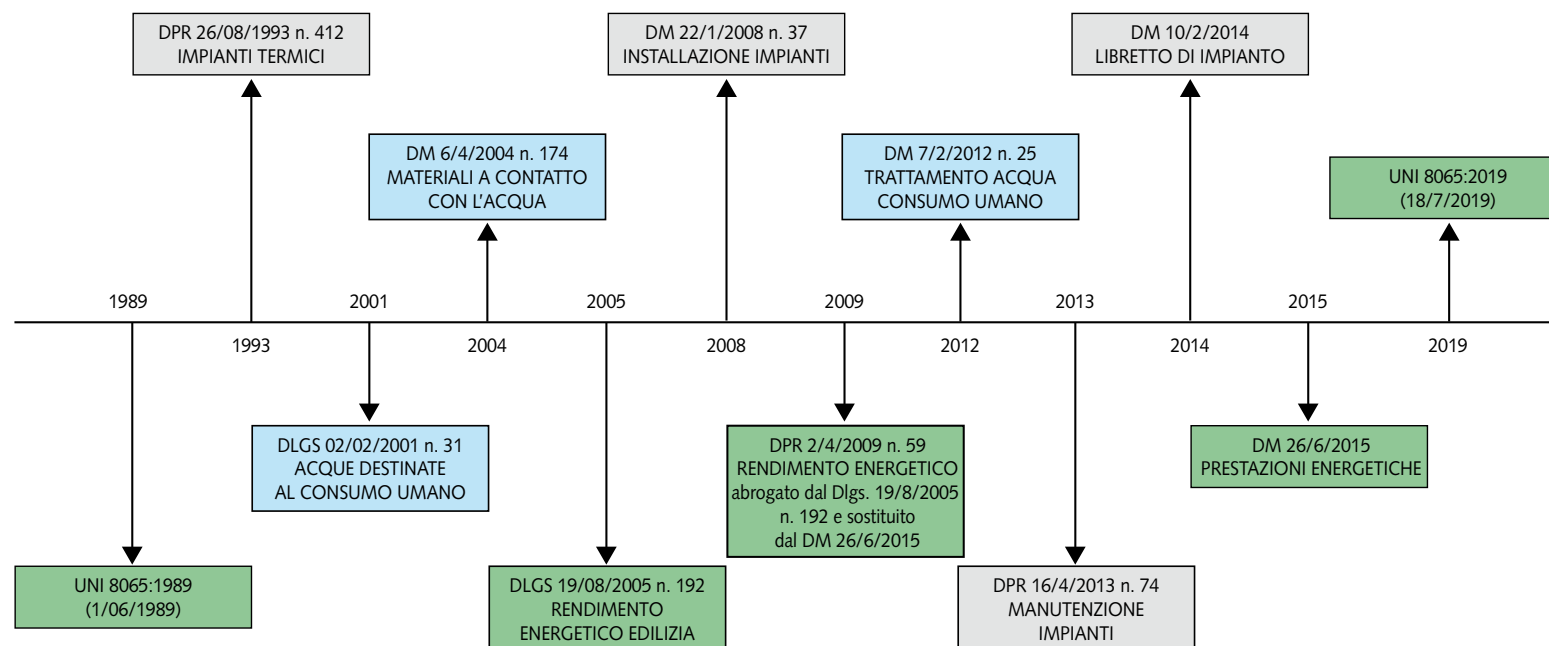 DPR 26/08/1993 n. 412
IMPIANTI TERMICI
DM 22/1/2008 n. 37
INSTALLAZIONE IMPIANTI
DM 10/2/2014
LIBRETTO DI IMPIANTO
DM 6/4/2004 n. 174
MATERIALI A CONTATTO
CON L'ACQUA
DM 7/2/2012 n. 25
TRATTAMENTO ACQUA
CONSUMO UMANO
UNI 8065:2019
(18/7/2019)
1989
2001
2005
2009
2013
2015
1993
2004
2008
2012
2014
2019
DLGS 02/02/2001 n. 31
ACQUE DESTINATE
AL CONSUMO UMANO
DPR 2/4/2009 n. 59
RENDIMENTO ENERGETICO
abrogato dal Dlgs. 19/8/2005
n. 192 e sostituito
dal DM 26/6/2015
DM 26/6/2015
PRESTAZIONI ENERGETICHE
UNI 8065:1989
(1/06/1989)
DLGS 19/08/2005 n. 192
RENDIMENTO
ENERGETICO EDILIZIA
DPR 16/4/2013 n. 74
MANUTENZIONE
IMPIANTI